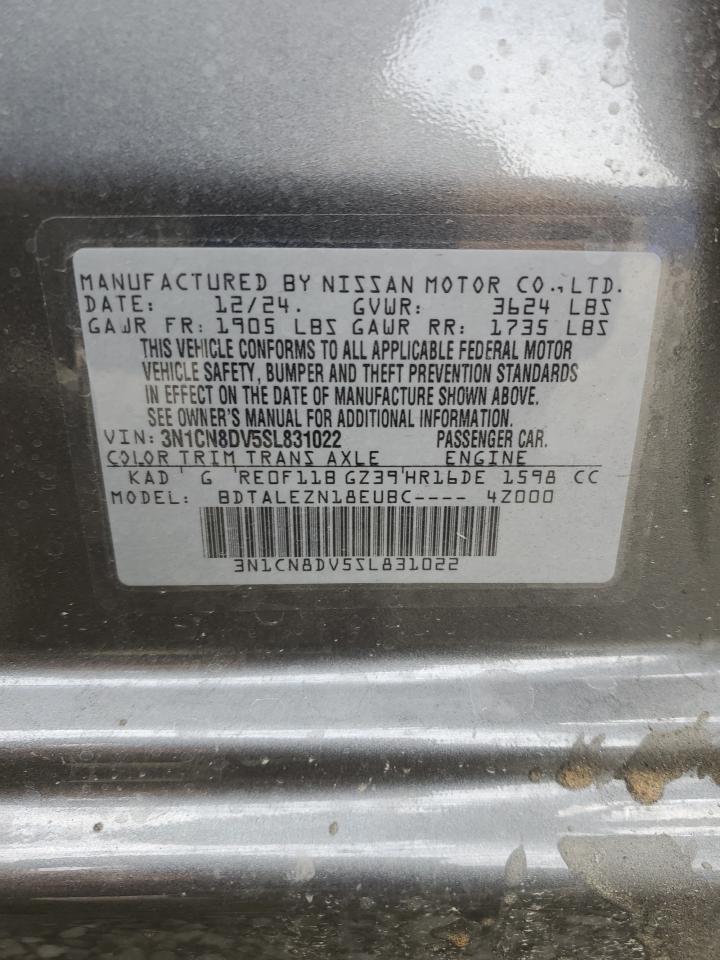 MANUFACTURED BY NISSAN MOTOR CO.,LTD.
DATE: 12/24. GVWR: 3624 LBS
GAWR FR: 1905 LBS GAWR RR: 1735 LBS
THIS VEHICLE CONFORMS TO ALL APPLICABLE FEDERAL MOTOR
VEHICLE SAFETY, BUMPER AND THEFT PREVENTION STANDARDS
IN EFFECT ON THE DATE OF MANUFACTURE SHOWN ABOVE.
SEE OWNER'S MANUAL FOR ADDITIONAL INFORMATION.
VIN: 3N1CN8DV5SL831022 PASSENGER CAR.
COLOR TRIM TRANS AXLE ENGINE
KAD ' G 'RE0F11B GZ39'HR16DE 1598 CC
MODEL: BDTALEZN18EUBC---- 4Z000
3N1CN8DV5SL831022